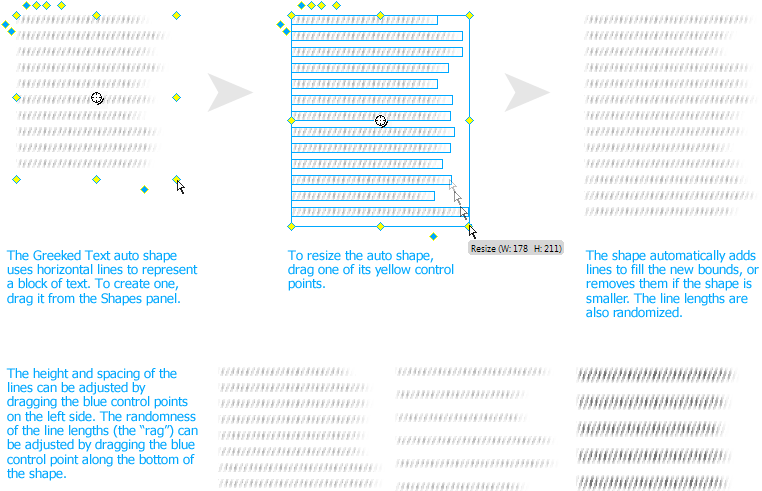 Resize (W: 178 H: 211)
The Greeked Text auto shape
uses horizontal lines to represent
a block of text. To create one,
drag it from the Shapes panel.
To resize the auto shape,
drag one of its yellow control
points.
The shape automatically adds
lines to fill the new bounds, or
removes them if the shape is
smaller. The line lengths are
also randomized.
The height and spacing of the
lines can be adjusted by
dragging the blue control points
on the left side. The randomness
of the line lengths (the “rag”) can
be adjusted by dragging the blue
control point along the bottom of
the shape.